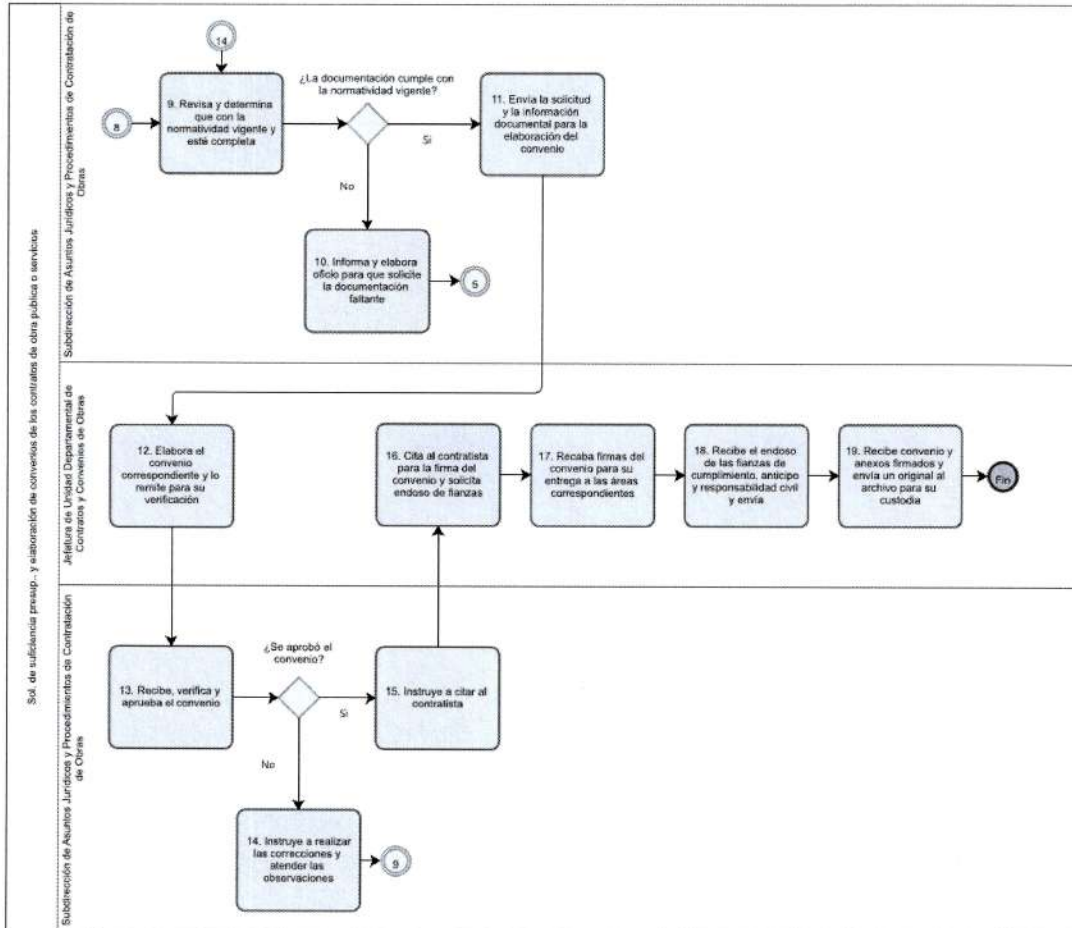 Sol. de suficiencia presup.. y elaboración de convenios de los contratos de obra pública o servicios
Subdirección de Asuntos Jurídicos y Procedimientos de Contratación de
Obras
14
8
9. Revisa y determina
que con la
normatividad vigente y
esté completa
¿La documentación cumple con
la normatividad vigente?
Si
No
11. Envía la solicitud
y la información
documental para la
elaboración del
convenio
10. Informa y elabora
oficio para que solicite
la documentación
faltante
5
Jefatura de Unidad Departamental de
Contratos y Convenios de Obras
12. Elabora el
convenio
correspondiente y lo
remite para su
verificación
16. Cita al contratista
para la firma del
convenio y solicita
endoso de fianzas
17. Recaba firmas del
convenio para su
entrega a las áreas
correspondientes
18. Recibe el endoso
de las fianzas de
cumplimiento, anticipo
y responsabilidad civil
y envía
19. Recibe convenio y
anexos firmados y
envía un original al
archivo para su
custodia
Fin
Subdirección de Asuntos Jurídicos y Procedimientos de Contratación
de Obras
13. Recibe, verifica y
aprueba el convenio
¿Se aprobó el
convenio?
Si
No
15. Instruye a citar al
contratista
14. Instruye a realizar
las correcciones y
atender las
observaciones
9